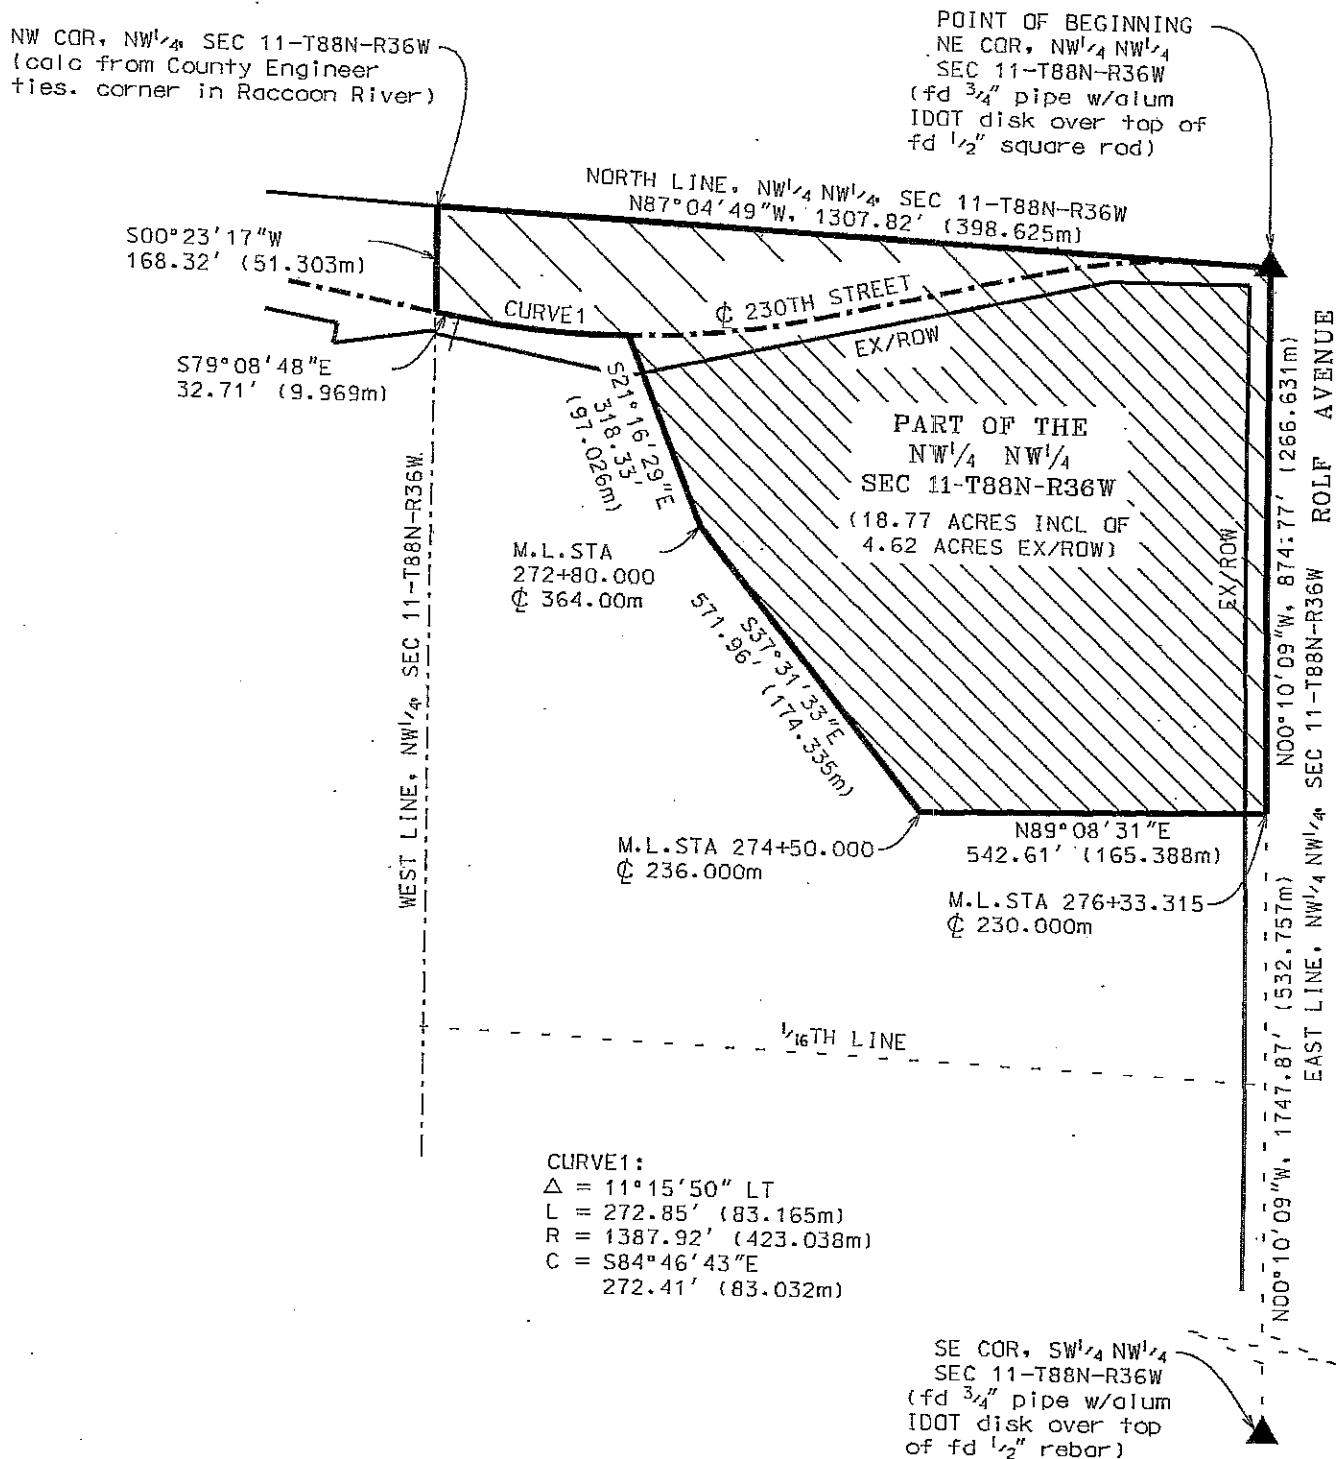 NW COR, NW1/4, SEC 11-T88N-R36W
(calc from County Engineer
ties. corner in Raccoon River)
POINT OF BEGINNING
NE COR, NW1/4 NW1/4
SEC 11-T88N-R36W
(fd 3/4" pipe w/alum
IDOT disk over top of
fd 1/2" square rod)
NORTH LINE, NW1/4 NW1/4, SEC 11-T88N-R36W
N87°04'49"W, 1307.82' (398.625m)
S00°23'17"W
168.32' (51.303m)
CURVE1
℄ 230TH STREET
EX/ROW
S79°08'48"E
32.71' (9.969m)
S21°16'29"E
318.33'
(97.026m)
PART OF THE
NW1/4 NW1/4
SEC 11-T88N-R36W
(18.77 ACRES INCL OF
4.62 ACRES EX/ROW)
EX/ROW
N00°10'09"W, 874.77' (266.631m)
ROLF AVENUE
WEST LINE, NW1/4, SEC 11-T88N-R36W
M.L.STA
272+80.000
℄ 364.00m
S37°31'33"E
571.96' (174.335m)
M.L.STA 274+50.000
℄ 236.000m
N89°08'31"E
542.61' (165.388m)
M.L.STA 276+33.315
℄ 230.000m
EAST LINE, NW1/4 NW1/4, SEC 11-T88N-R36W
N00°10'09"W, 1747.87' (532.757m)
1/16TH LINE
CURVE1:
△ = 11°15'50" LT
L = 272.85' (83.165m)
R = 1387.92' (423.038m)
C = S84°46'43"E
272.41' (83.032m)
SE COR, SW1/4 NW1/4
SEC 11-T88N-R36W
(fd 3/4" pipe w/alum
IDOT disk over top
of fd 1/2" rebar)